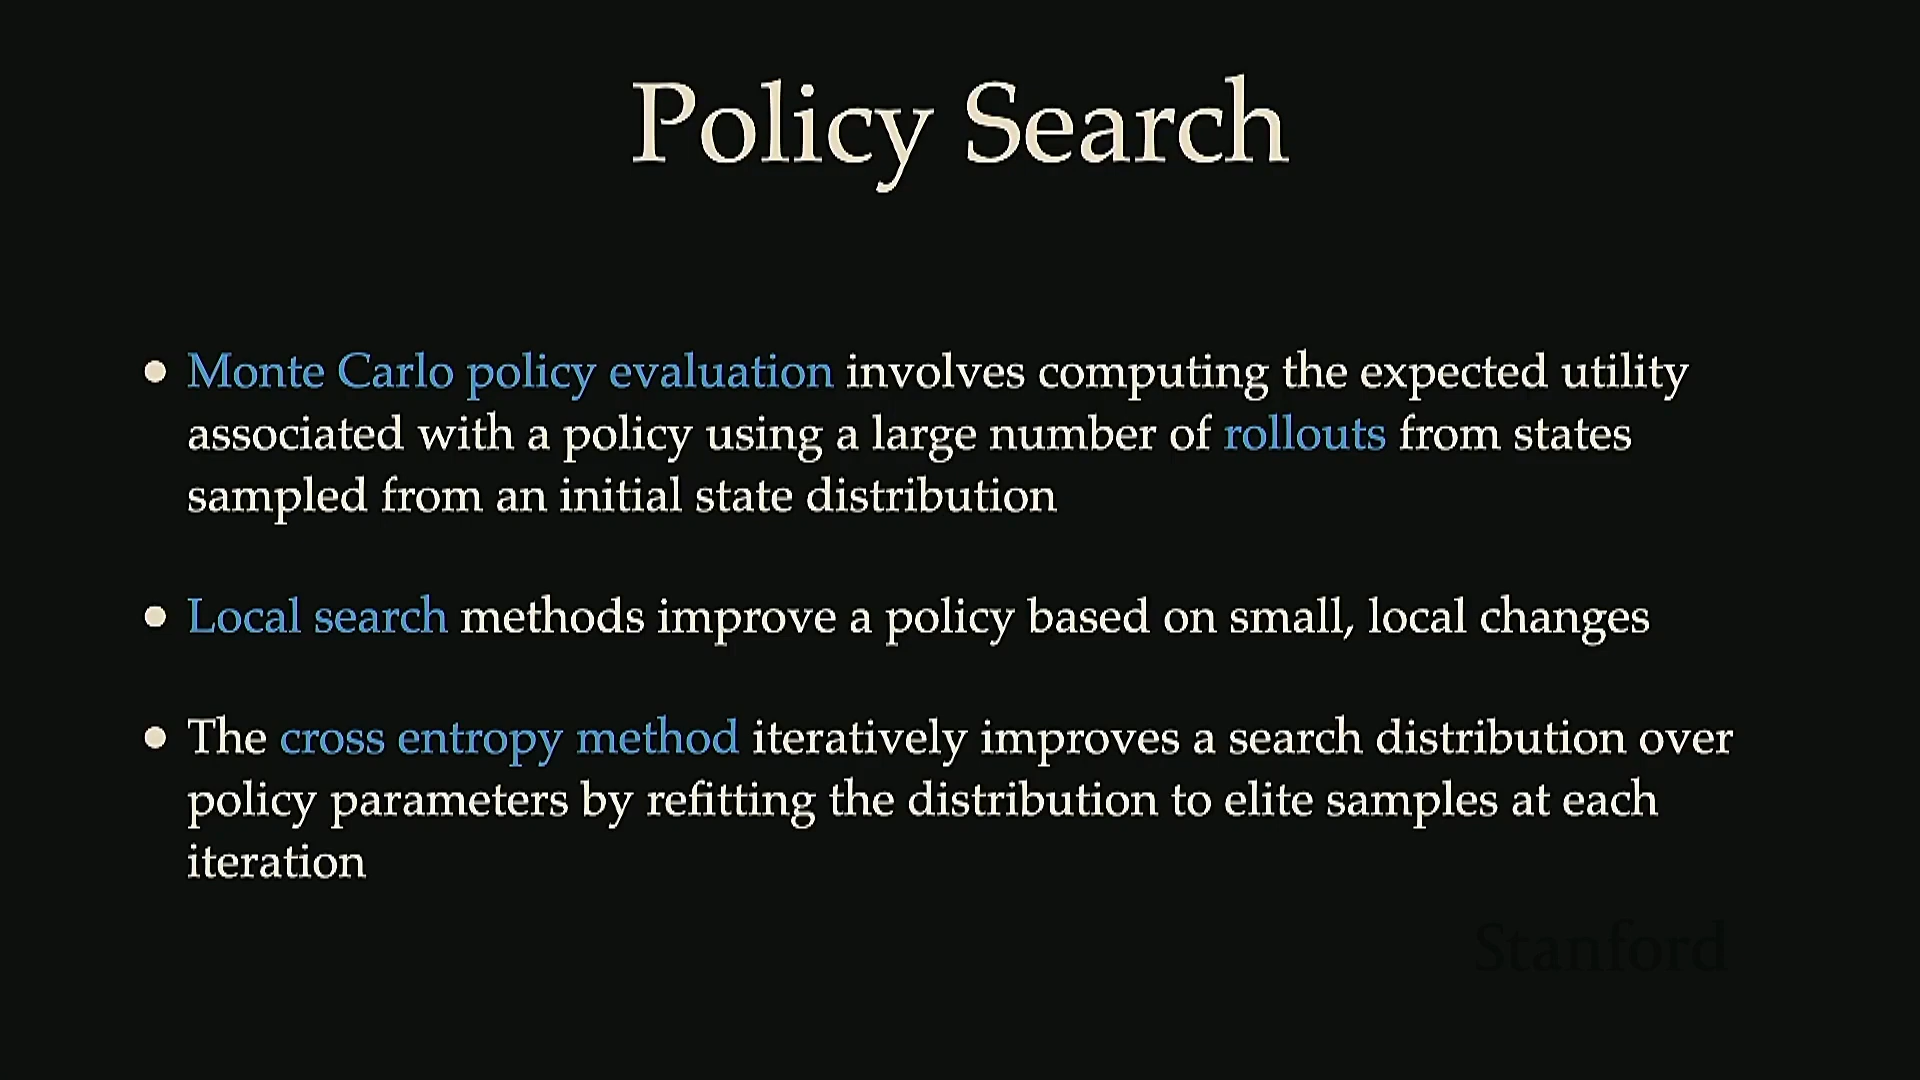 Policy Search
• Monte Carlo policy evaluation involves computing the expected utility
associated with a policy using a large number of rollouts from states
sampled from an initial state distribution
• Local search methods improve a policy based on small, local changes
• The cross entropy method iteratively improves a search distribution over
policy parameters by refitting the distribution to elite samples at each
iteration
Stanford